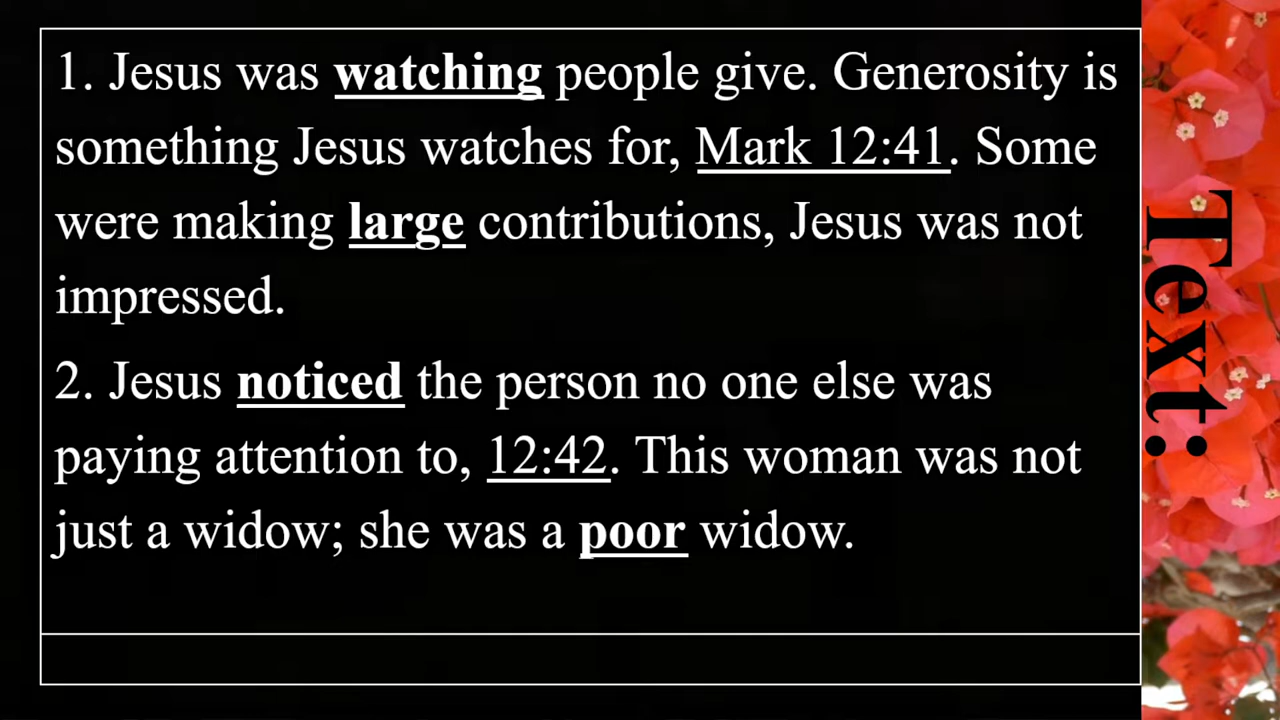 1. Jesus was watching people give. Generosity is
something Jesus watches for, Mark 12:41. Some
were making large contributions, Jesus was not
impressed.
2. Jesus noticed the person no one else was
paying attention to, 12:42. This woman was not
just a widow; she was a poor widow.
Text: